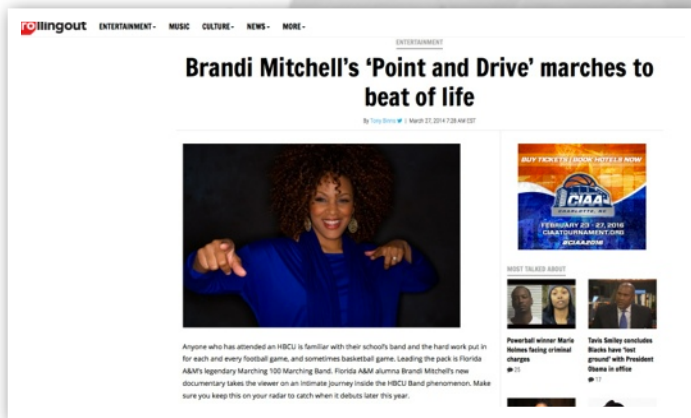 rollingout ENTERTAINMENT MUSIC CULTURE NEWS MORE
ENTERTAINMENT
Brandi Mitchell's 'Point and Drive' marches to
beat of life
By Tony Binns | March 27, 2014 7:28 AM EST
BUY TICKETS | BOOK HOTELS NOW
CIAA
CHARLOTTE, NC
FEBRUARY 23 - 27, 2016
CIAATOURNAMENT.ORG
#CIAA2016
MOST TALKED ABOUT
Powerball winner Marie
Holmes facing criminal
charges
25
Tavis Smiley concludes
Blacks have 'lost
ground' with President
Obama in office
17
Anyone who has attended an HBCU is familiar with their school's band and the hard work put in
for each and every football game, and sometimes basketball game. Leading the pack is Florida
A&M's legendary Marching 100 Marching Band. Florida A&M alumna Brandi Mitchell's new
documentary takes the viewer on an intimate journey inside the HBCU Band phenomenon. Make
sure you keep this on your radar to catch when it debuts later this year.